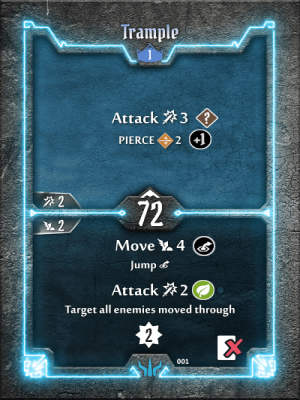 Trample
1
Attack 3 ?
PIERCE 2 +1
2
72
2
Move 4
Jump
Attack 2
Target all enemies moved through
2
001